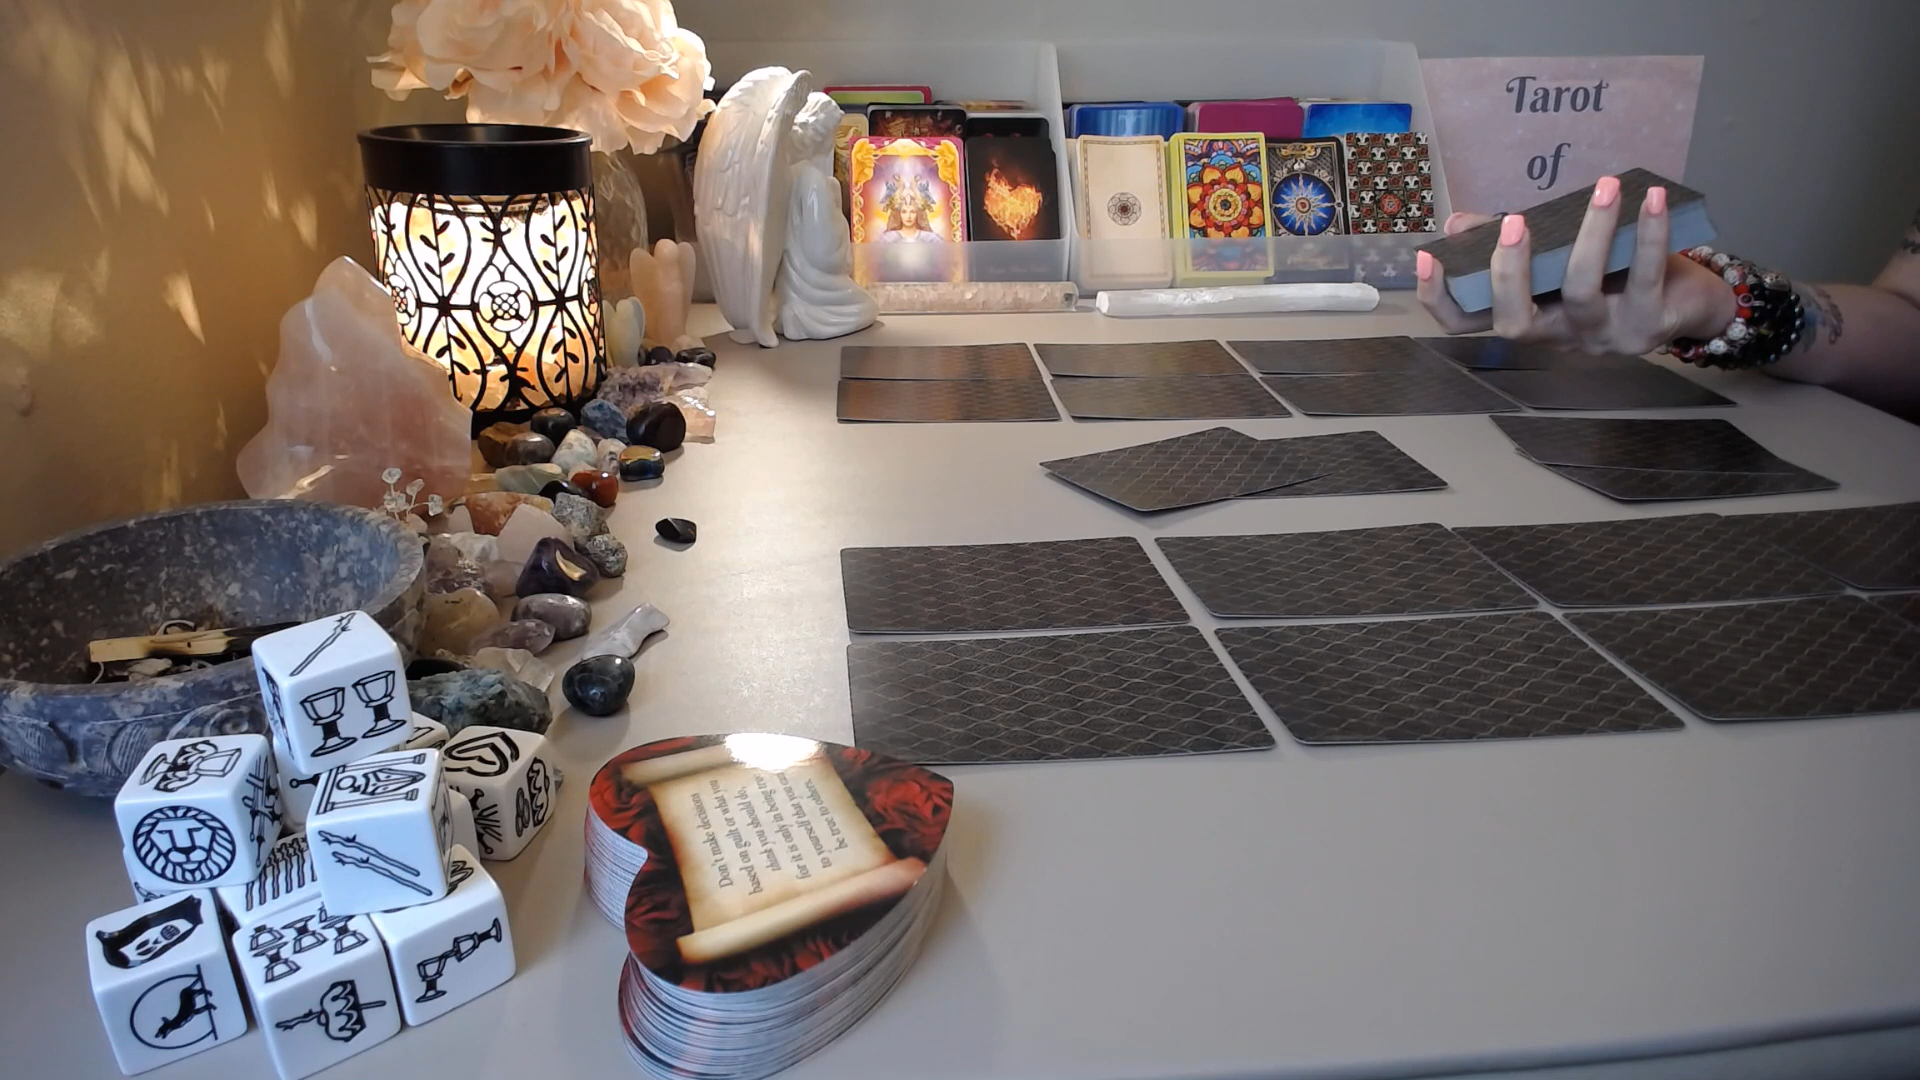 Tarot
of
Don't make decisions
based on guilt or what you
think you should do,
for it is only in being true
to yourself that you can
be true to others.